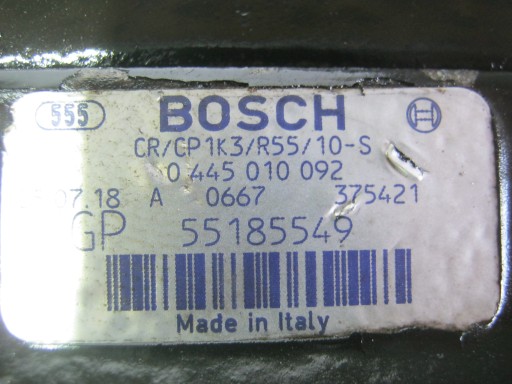 555 BOSCH
CR/CP1K3/R55/10-S
0 445 010 092
07.18 A 0667 375421
GP 55185549
Made in Italy